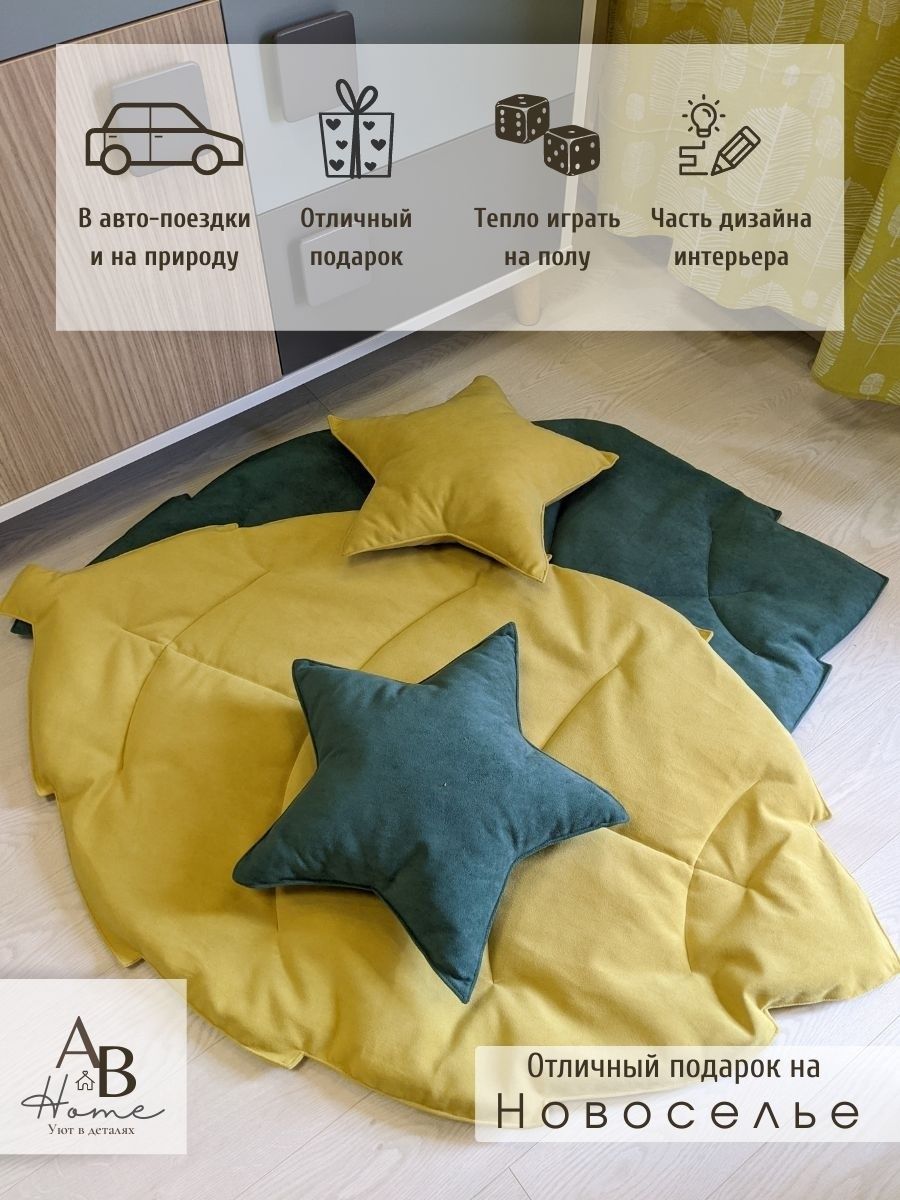 В авто-поездки
и на природу
Отличный
подарок
Тепло играть
на полу
Часть дизайна
интерьера
AB
Home
Уют в деталях
Отличный подарок на
Новоселье